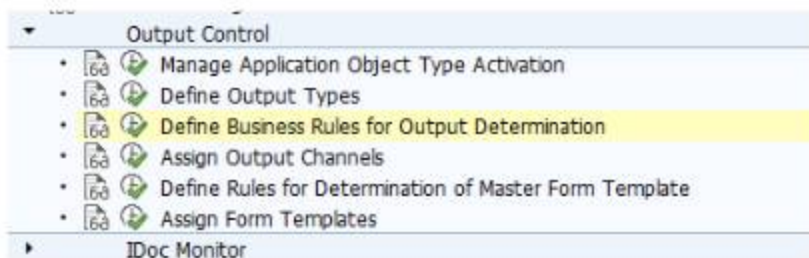 Output Control
Manage Application Object Type Activation
Define Output Types
Define Business Rules for Output Determination
Assign Output Channels
Define Rules for Determination of Master Form Template
Assign Form Templates
IDoc Monitor